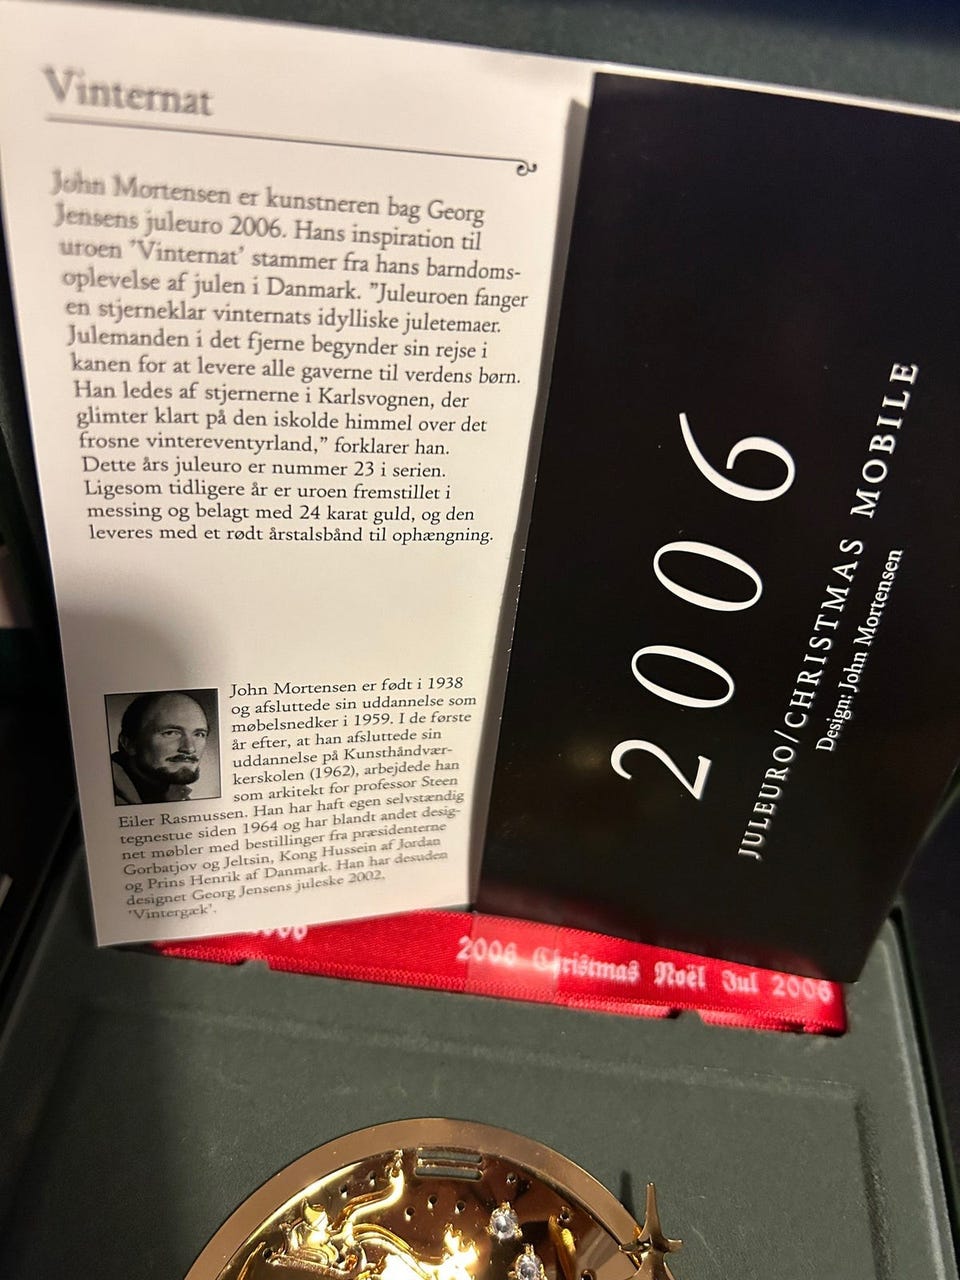 Vinternat
John Mortensen er kunstneren bag Georg
Jensens juleuro 2006. Hans inspiration til
uroen 'Vinternat' stammer fra hans barndoms-
oplevelse af julen i Danmark. ”Juleuroen fanger
en stjerneklar vinternats idylliske juletemaer.
Julemanden i det fjerne begynder sin rejse i
kanen for at levere alle gaverne til verdens børn.
Han ledes af stjernerne i Karlsvognen, der
glimter klart på den iskolde himmel over det
frosne vintereventyrland,” forklarer han.
Dette års juleuro er nummer 23 i serien.
Ligesom tidligere år er uroen fremstillet i
messing og belagt med 24 karat guld, og den
leveres med et rødt årstalsbånd til ophængning.
John Mortensen er født i 1938
og afsluttede sin uddannelse som
møbelsnedker i 1959. I de første
år efter, at han afsluttede sin
uddannelse på Kunsthåndvær-
kerskolen (1962), arbejdede han
som arkitekt for professor Steen
Eiler Rasmussen. Han har haft egen selvstændig
tegnestue siden 1964 og har blandt andet desig-
net møbler med bestillinger fra præsidenterne
Gorbatjov og Jeltsin, Kong Hussein af Jordan
og Prins Henrik af Danmark. Han har desuden
designet Georg Jensens juleske 2002,
'Vintergæk'.
2006
JULEURO/CHRISTMAS MOBILE
Design: John Mortensen
2006 Christmas Noël Jul 2006